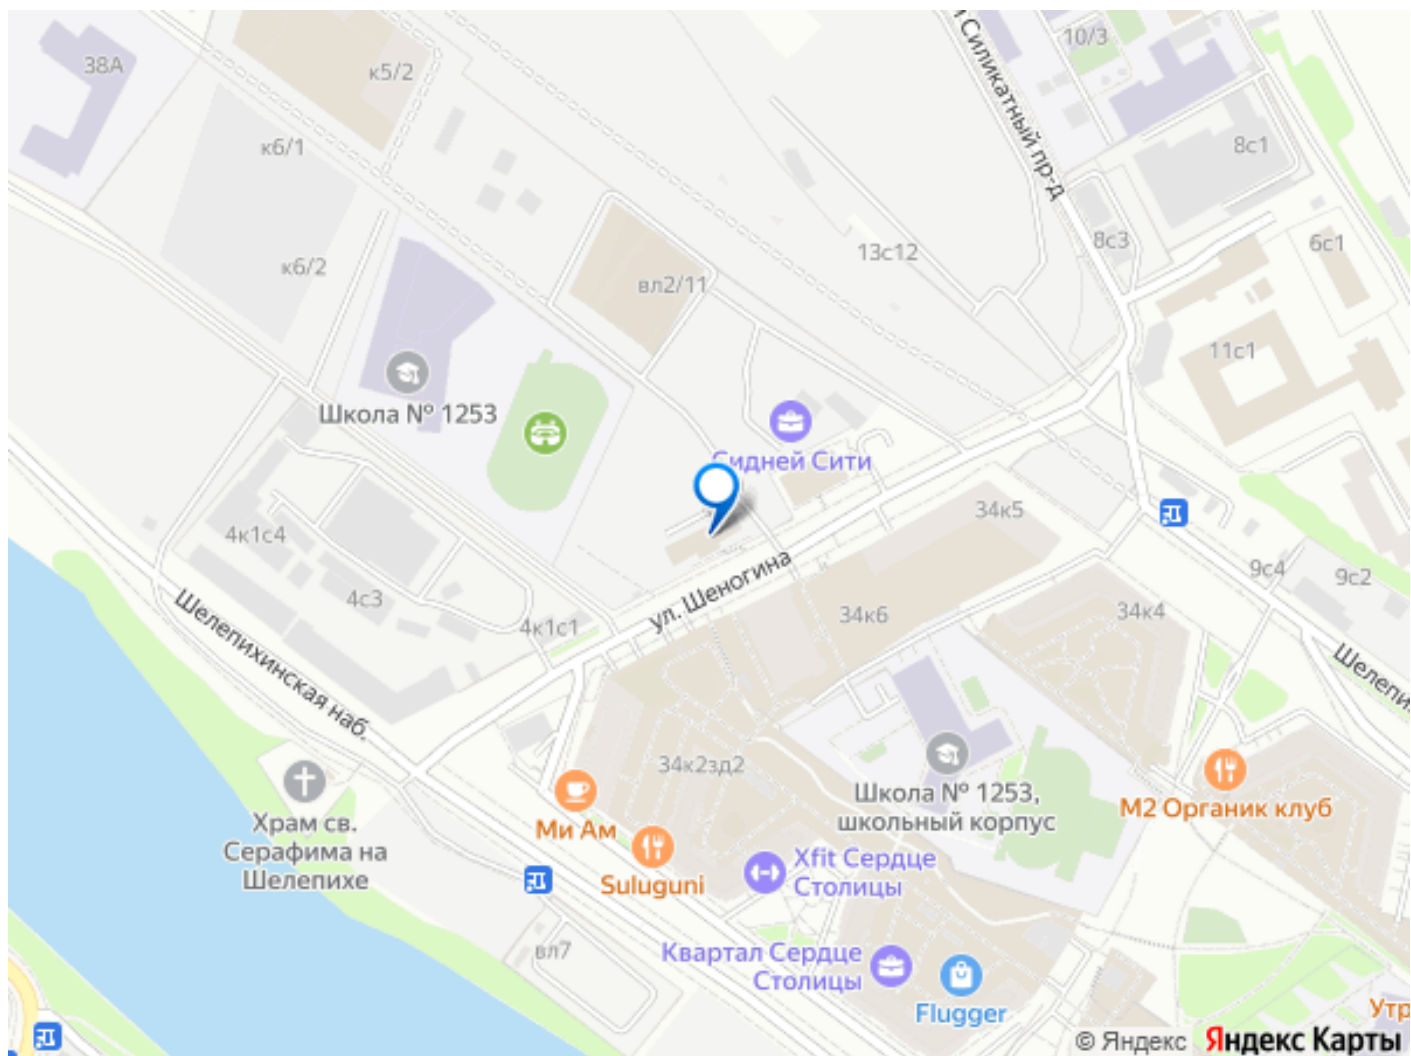 38А
к5/2
10/3
Силикатный пр-д
к6/1
8с1
8с3
6с1
13с12
к6/2
вл2/11
11с1
Школа № 1253
Сидней Сити
34к5
4к1с4
ул. Шеногина
9с4
9с2
4с3
34к6
34к4
4к1с1
Шелепихинская наб.
34к2зд2
Школа № 1253,
школьный корпус
М2 Органик клуб
Храм св.
Серафима на
Шелепихе
Ми Ам
Suluguni
Xfit Сердце
Столицы
вл7
Квартал Сердце
Столицы
Flugger
© Яндекс Яндекс Карты